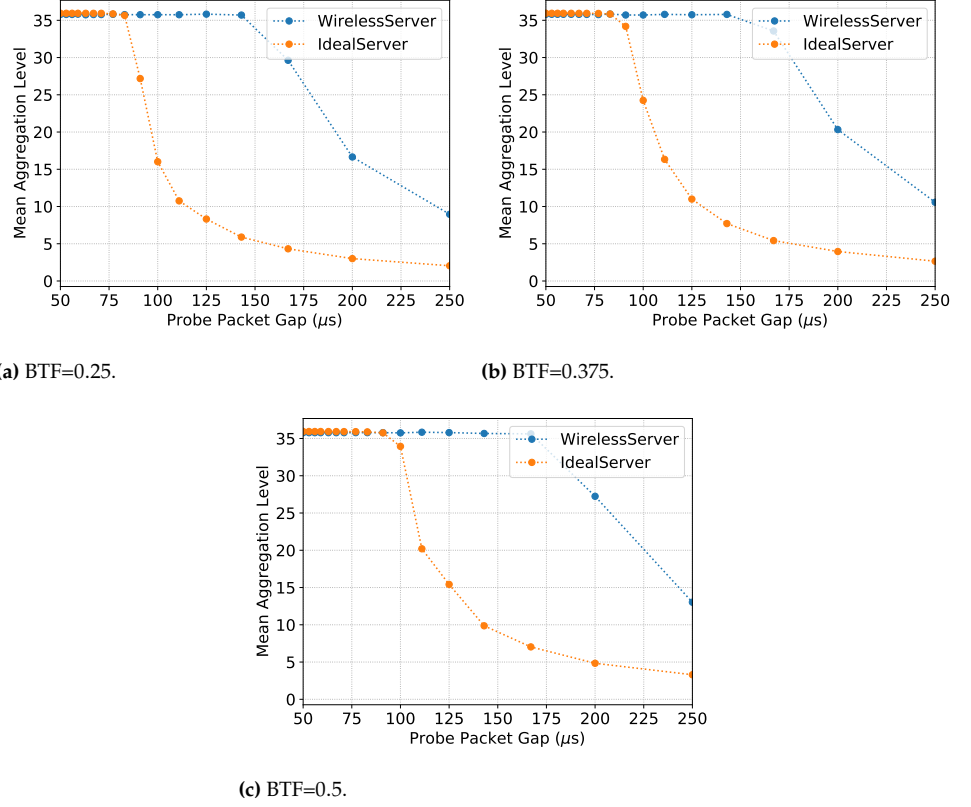 35
30
25
20
15
10
5
0
Mean Aggregation Level
WirelessServer
IdealServer
50 75 100 125 150 175 200 225 250
Probe Packet Gap (μs)
35
30
25
20
15
10
5
0
Mean Aggregation Level
WirelessServer
IdealServer
50 75 100 125 150 175 200 225 250
Probe Packet Gap (μs)
(a) BTF=0.25.
(b) BTF=0.375.
35
30
25
20
15
10
5
0
Mean Aggregation Level
WirelessServer
IdealServer
50 75 100 125 150 175 200 225 250
Probe Packet Gap (μs)
(c) BTF=0.5.